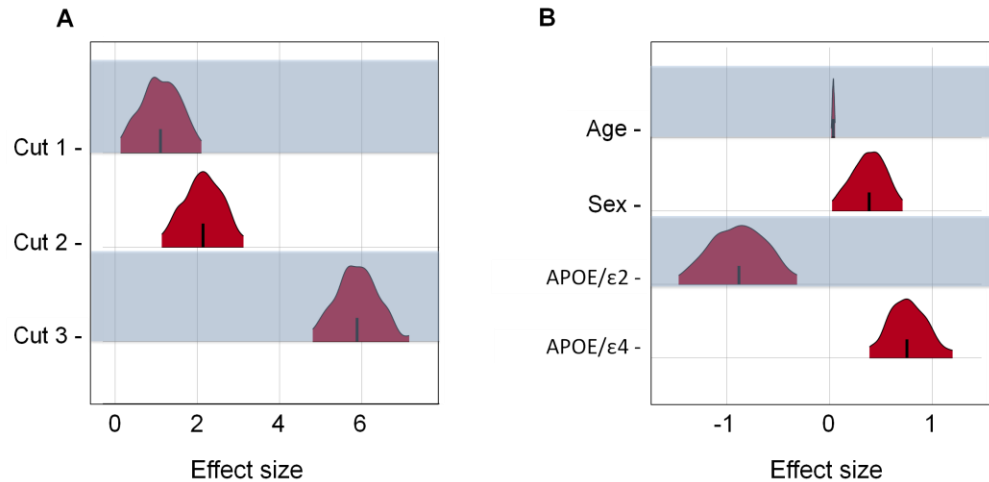 A
Cut 1 -
Cut 2 -
Cut 3 -
0 2 4 6
Effect size
B
Age -
Sex -
APOE/ε2 -
APOE/ε4 -
-1 0 1
Effect size